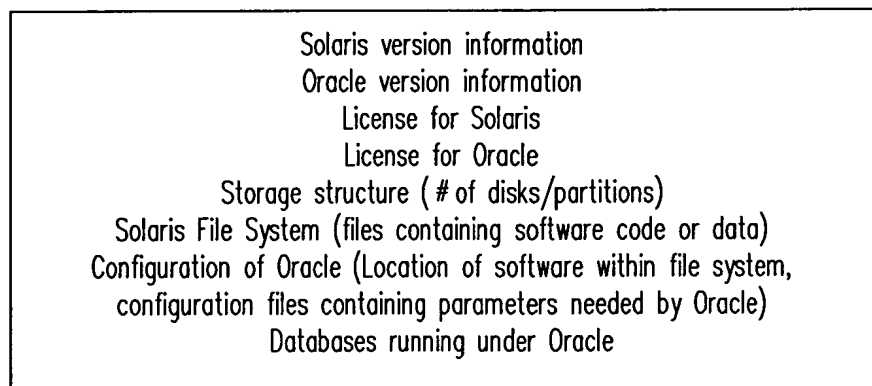 Solaris version information
Oracle version information
License for Solaris
License for Oracle
Storage structure (# of disks/partitions)
Solaris File System (files containing software code or data)
Configuration of Oracle (Location of software within file system,
configuration files containing parameters needed by Oracle)
Databases running under Oracle